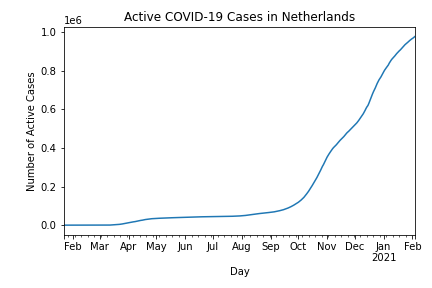 Active COVID-19 Cases in Netherlands
1e6
1.0
0.8
0.6
0.4
0.2
0.0
Number of Active Cases
Feb Mar Apr May Jun Jul Aug Sep Oct Nov Dec Jan Feb
2021
Day